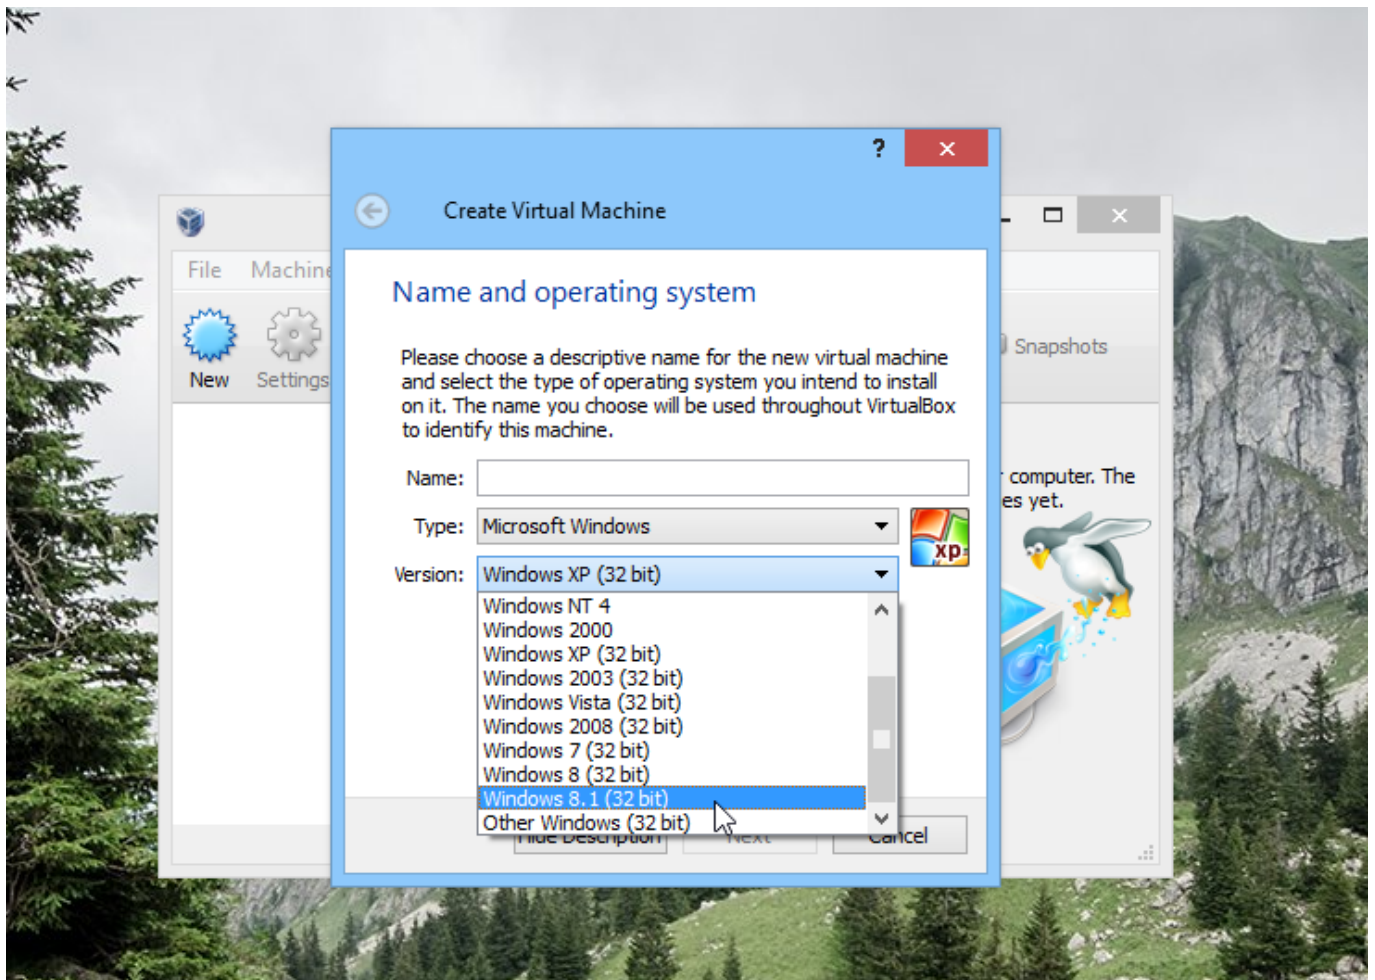 ?
Create Virtual Machine
File Machine
New Settings
Snapshots
Name and operating system
Please choose a descriptive name for the new virtual machine
and select the type of operating system you intend to install
on it. The name you choose will be used throughout VirtualBox
to identify this machine.
computer. The
es yet.
Name:
Type: Microsoft Windows
xp
Version: Windows XP (32 bit)
Windows NT 4
Windows 2000
Windows XP (32 bit)
Windows 2003 (32 bit)
Windows Vista (32 bit)
Windows 2008 (32 bit)
Windows 7 (32 bit)
Windows 8 (32 bit)
Windows 8.1 (32 bit)
Other Windows (32 bit)
Hide Description Next Cancel